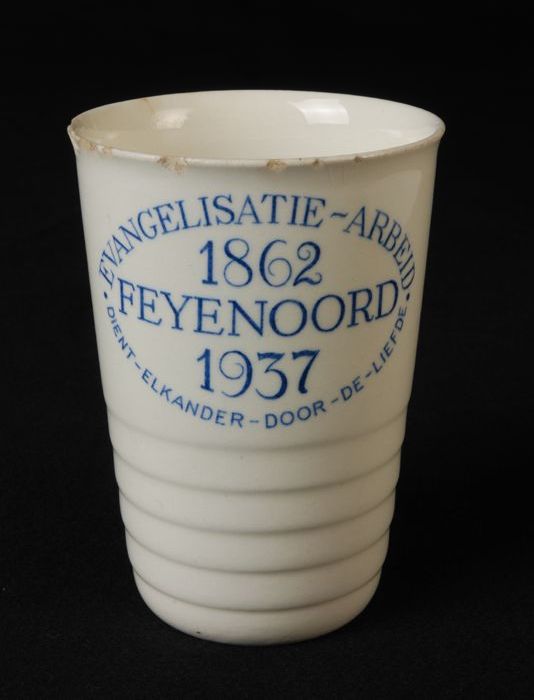 EVANGELISATIE~ARBEID
1862
FEYENOORD
1937
DIENT-ELKANDER-DOOR-DE-LIEFDE